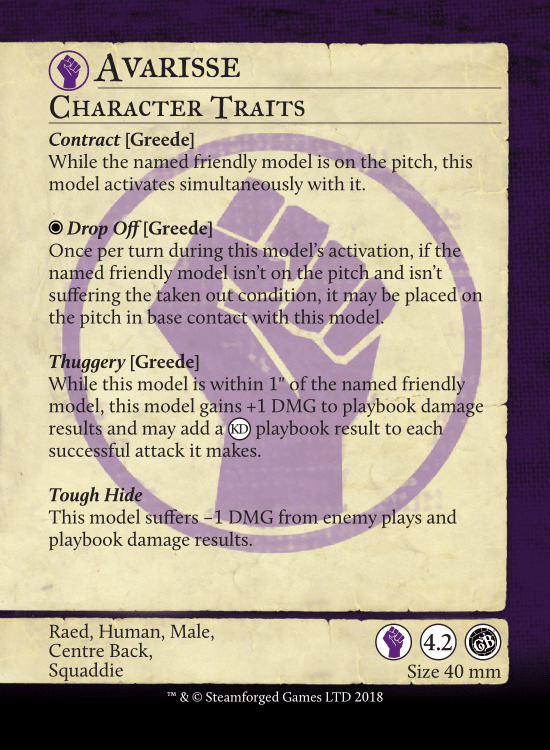 Avarisse
Character Traits
Contract [Greede]
While the named friendly model is on the pitch, this
model activates simultaneously with it.
Drop Off [Greede]
Once per turn during this model's activation, if the
named friendly model isn't on the pitch and isn't
suffering the taken out condition, it may be placed on
the pitch in base contact with this model.
Thuggery [Greede]
While this model is within 1" of the named friendly
model, this model gains +1 DMG to playbook damage
results and may add a KD playbook result to each
successful attack it makes.
Tough Hide
This model suffers −1 DMG from enemy plays and
playbook damage results.
Raed, Human, Male,
Centre Back,
Squaddie
4.2
Size 40 mm
™ & © Steamforged Games LTD 2018